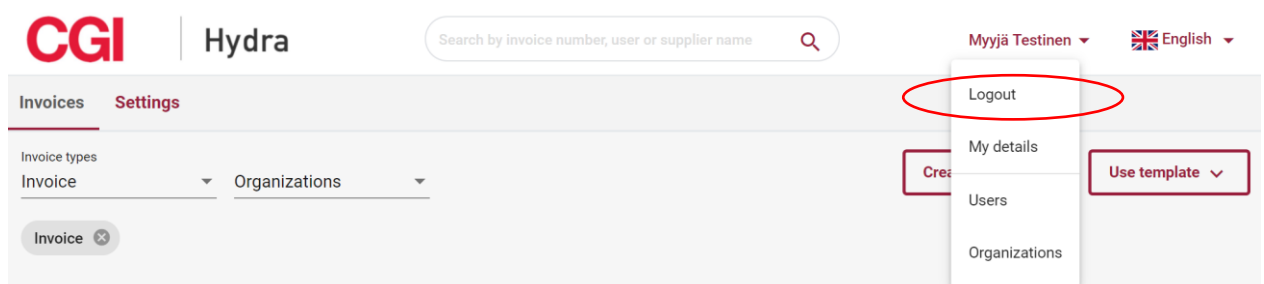 CGI Hydra Search by invoice number, user or supplier name Myyjä Testinen English
Logout
Invoices Settings
My details
Invoice types
Invoice Organizations
Crea Use template
Users
Invoice
Organizations